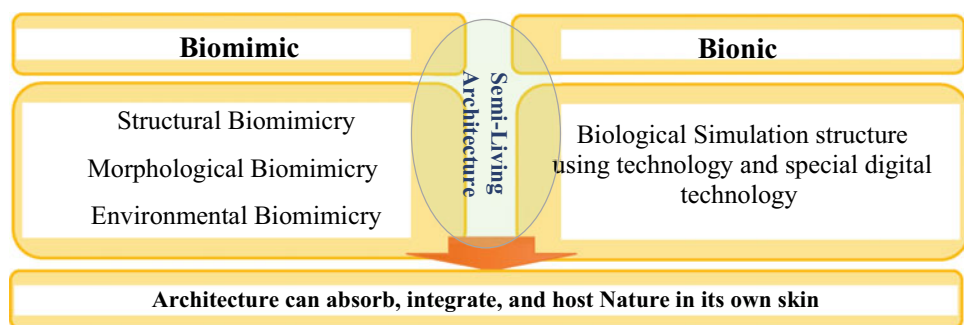 Biomimic
Bionic
Semi-Living
Architecture
Structural Biomimicry
Morphological Biomimicry
Environmental Biomimicry
Biological Simulation structure
using technology and special digital
technology
Architecture can absorb, integrate, and host Nature in its own skin